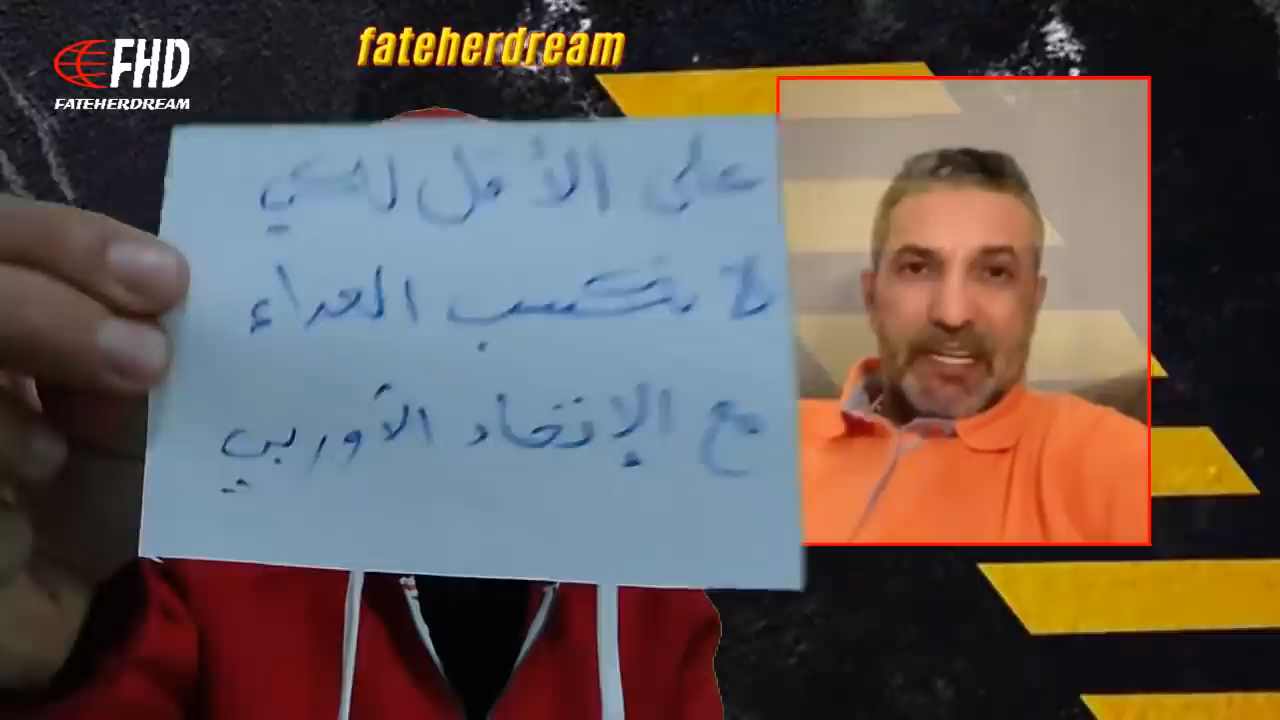 FHD
FATEHERDREAM
fateherdream
على الأقل لكي
لا نكسب العداء
مع الإتحاد الأوربي